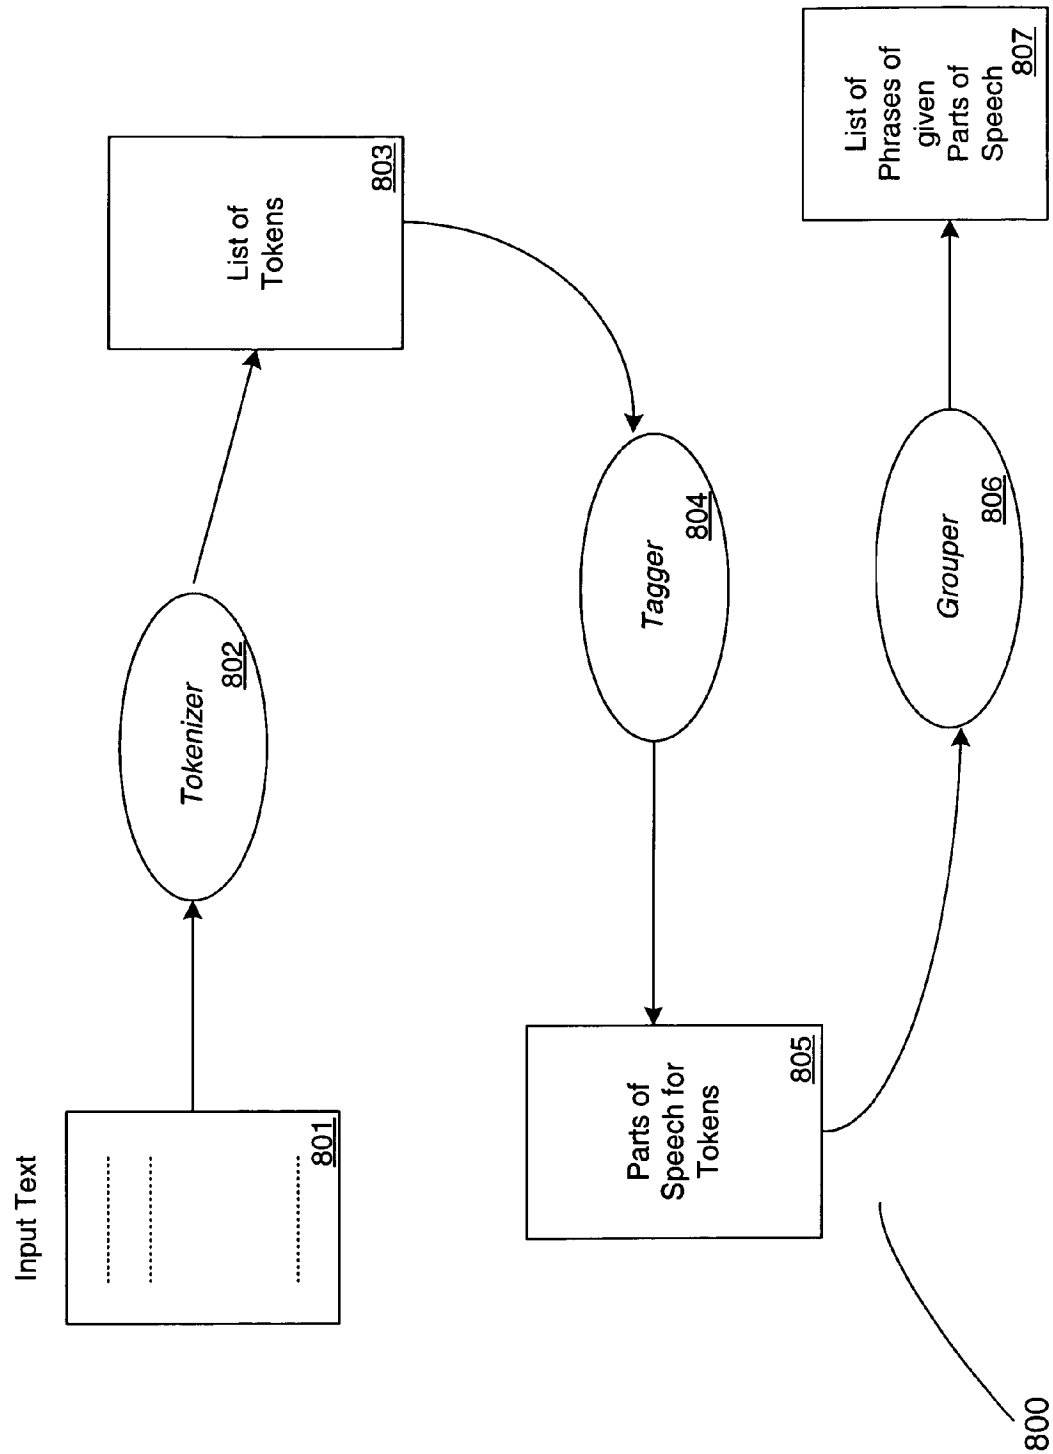 Input Text
801
Tokenizer
802
List of
Tokens
803
Tagger
804
Parts of
Speech for
Tokens
805
Grouper
806
List of
Phrases of
given
Parts of
Speech
807
800